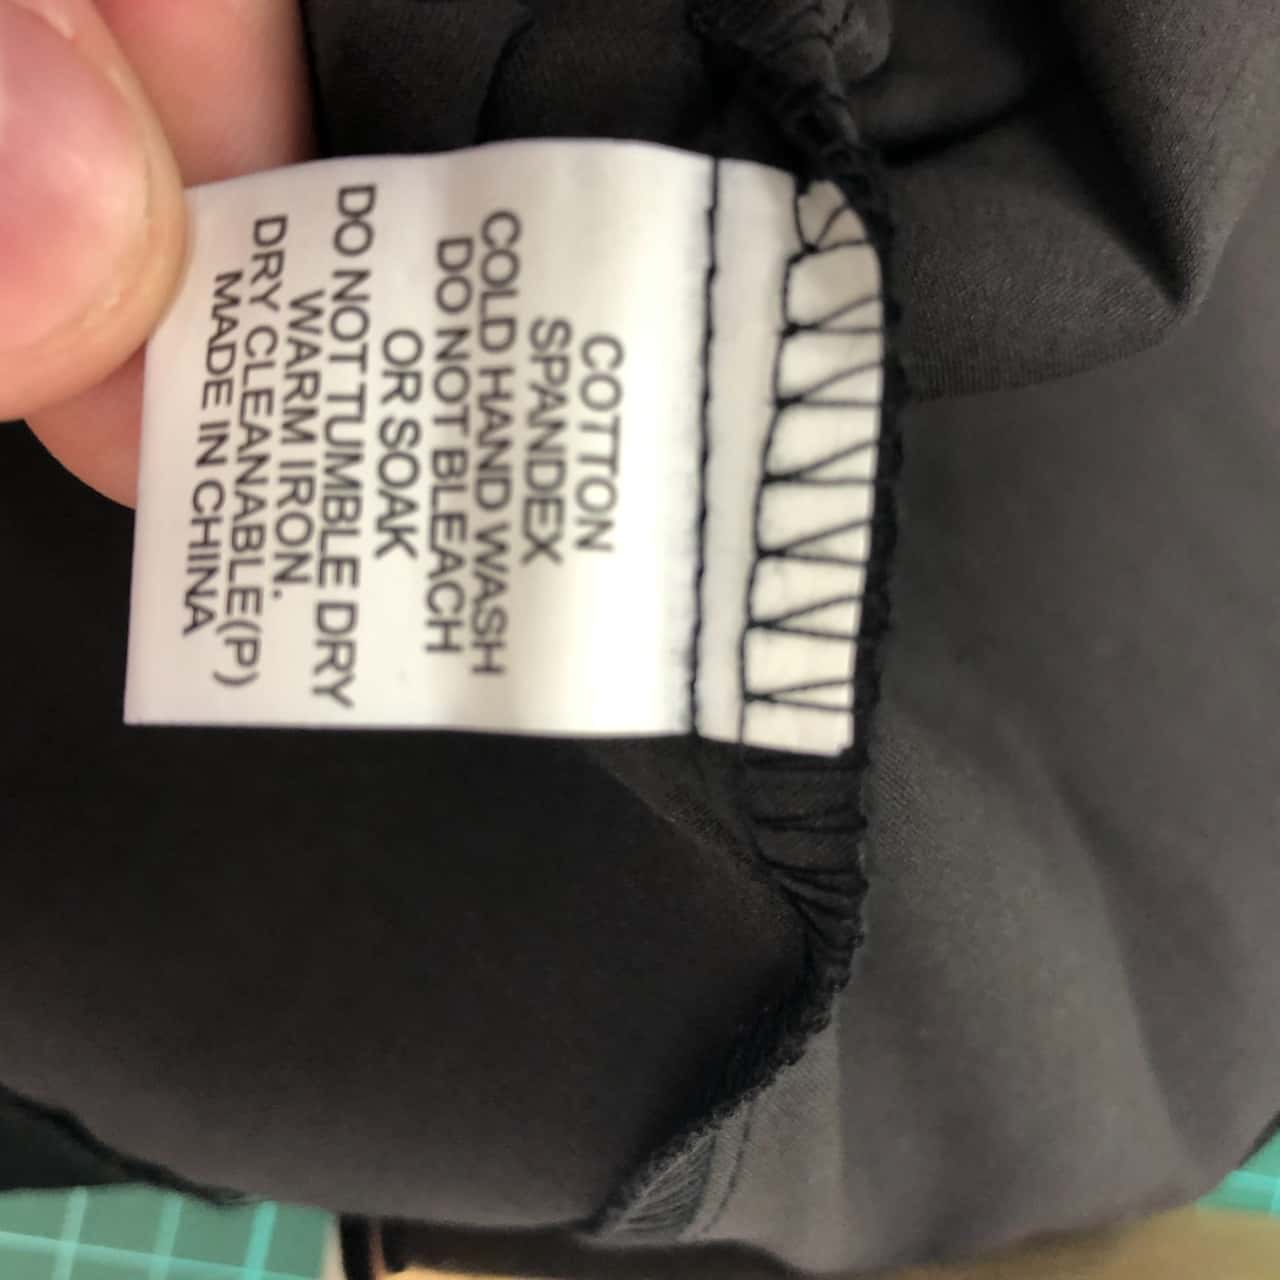 COTTON
SPANDEX
COLD HAND WASH
DO NOT BLEACH
OR SOAK
DO NOT TUMBLE DRY
WARM IRON.
DRY CLEANABLE(P)
MADE IN CHINA